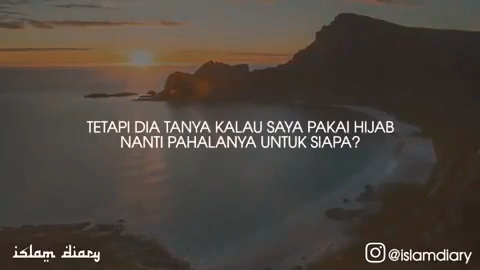 TETAPI DIA TANYA KALAU SAYA PAKAI HIJAB
NANTI PAHALANYA UNTUK SIAPA?
islam diary
@islamdiary